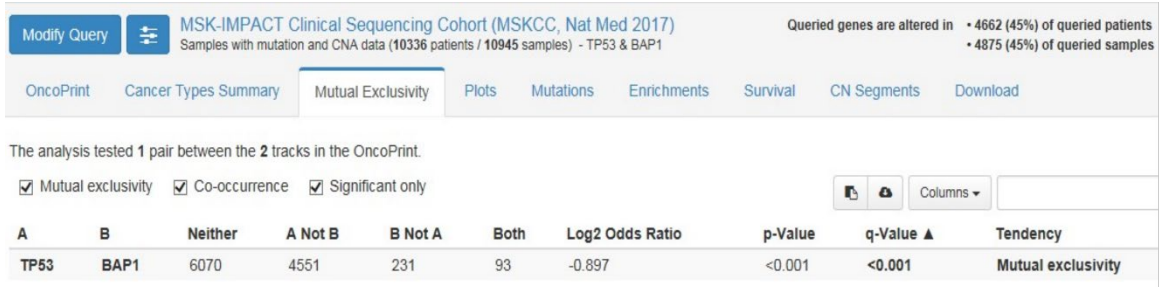 Modify Query
MSK-IMPACT Clinical Sequencing Cohort (MSKCC, Nat Med 2017)
Samples with mutation and CNA data (10336 patients / 10945 samples) - TP53 & BAP1
Queried genes are altered in • 4662 (45%) of queried patients
• 4875 (45%) of queried samples
OncoPrint Cancer Types Summary Mutual Exclusivity Plots Mutations Enrichments Survival CN Segments Download
The analysis tested 1 pair between the 2 tracks in the OncoPrint.
Mutual exclusivity Co-occurrence Significant only
Columns
A B Neither A Not B B Not A Both Log2 Odds Ratio p-Value q-Value ▲ Tendency
TP53 BAP1 6070 4551 231 93 -0.897 <0.001 <0.001 Mutual exclusivity